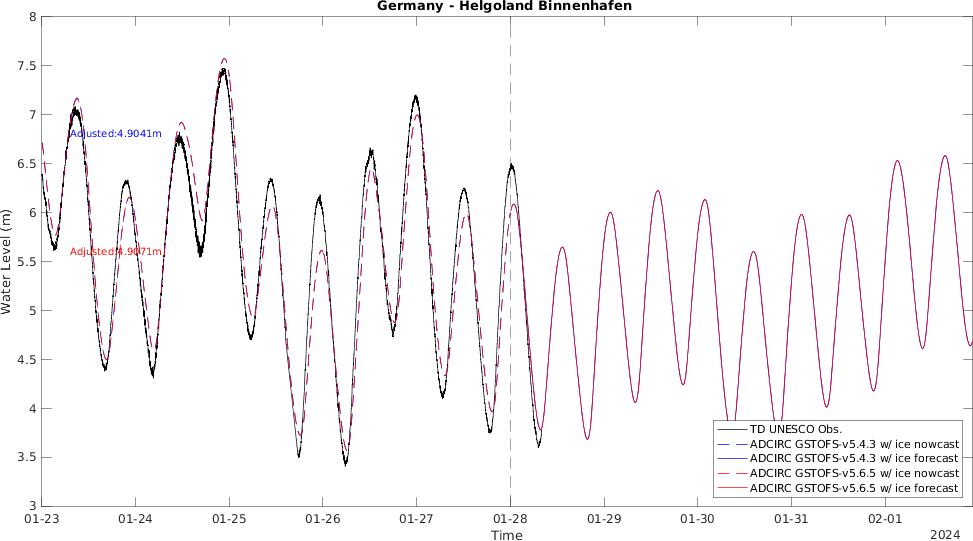 Germany - Helgoland Binnenhafen
8
7.5
7
6.5
6
5.5
5
4.5
4
3.5
3
Water Level (m)
Adjusted:4.9041m
Adjusted:4.9071m
TD UNESCO Obs.
ADCIRC GSTOFS-v5.4.3 w/ ice nowcast
ADCIRC GSTOFS-v5.4.3 w/ ice forecast
ADCIRC GSTOFS-v5.6.5 w/ ice nowcast
ADCIRC GSTOFS-v5.6.5 w/ ice forecast
01-23 01-24 01-25 01-26 01-27 01-28 01-29 01-30 01-31 02-01
Time
2024